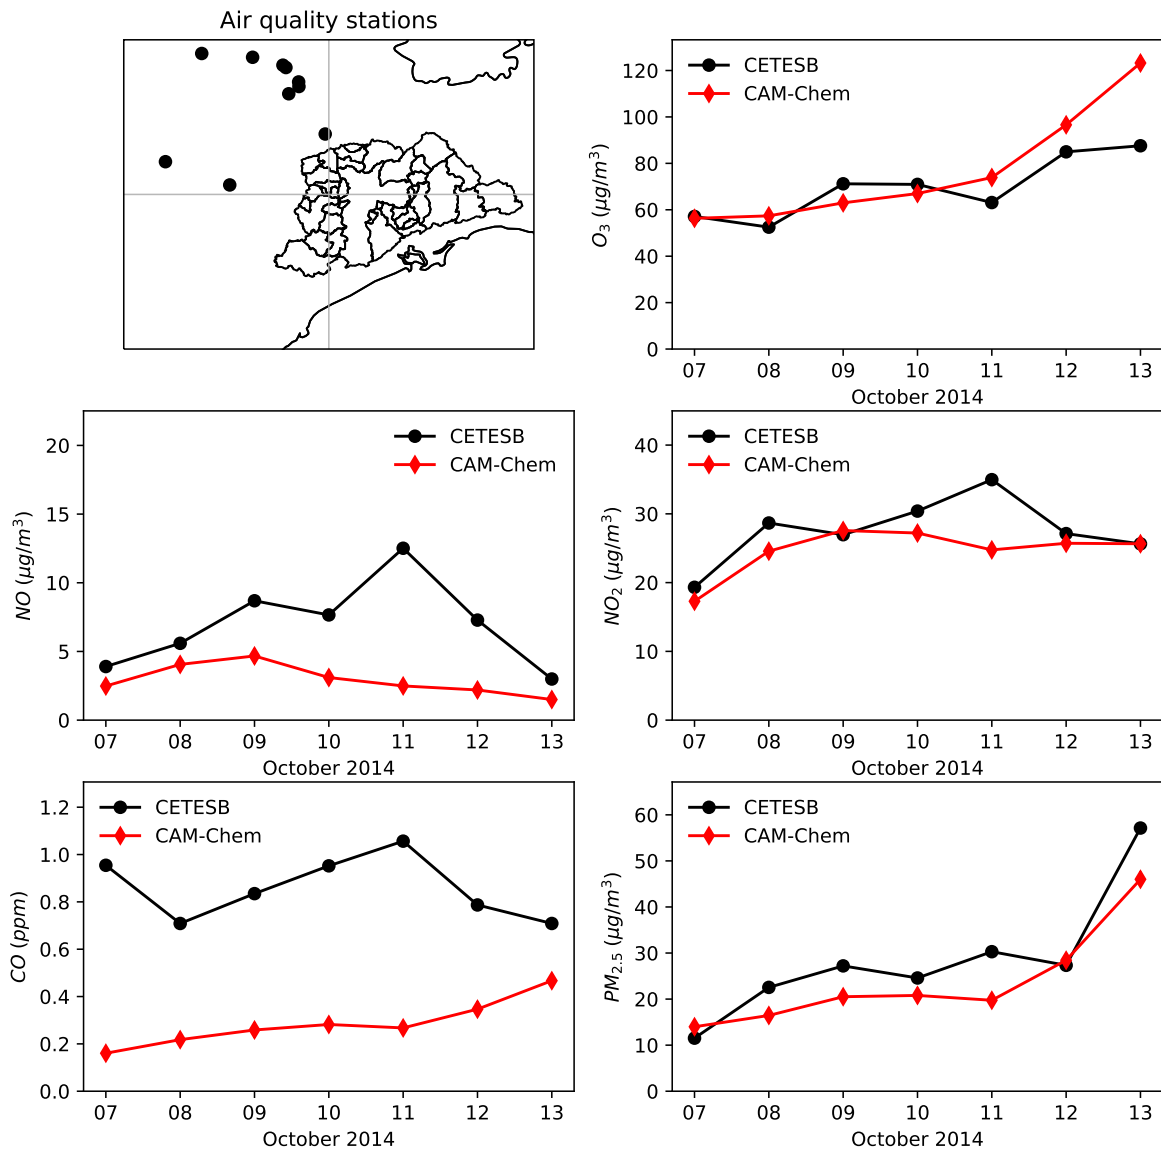 Air quality stations
CETESB
CAM-Chem
O₃ (μg/m³)
120
100
80
60
40
20
0
07 08 09 10 11 12 13
October 2014
CETESB
CAM-Chem
NO (μg/m³)
20
15
10
5
0
07 08 09 10 11 12 13
October 2014
CETESB
CAM-Chem
NO₂ (μg/m³)
40
30
20
10
0
07 08 09 10 11 12 13
October 2014
CETESB
CAM-Chem
CO (ppm)
1.2
1.0
0.8
0.6
0.4
0.2
0.0
07 08 09 10 11 12 13
October 2014
CETESB
CAM-Chem
PM₂.₅ (μg/m³)
60
50
40
30
20
10
0
07 08 09 10 11 12 13
October 2014